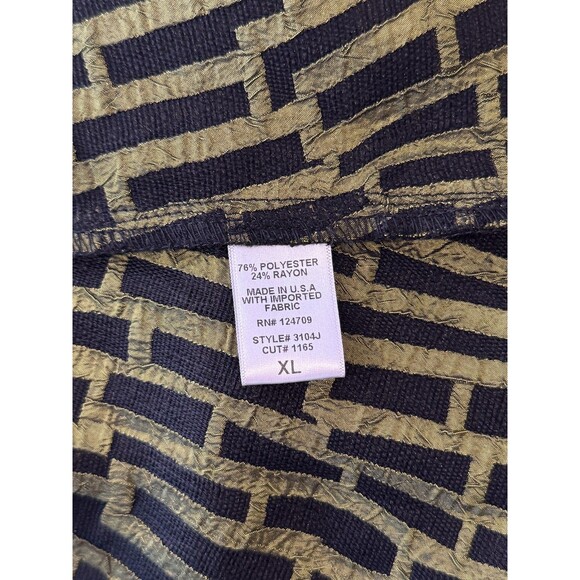 76% POLYESTER
24% RAYON
MADE IN U.S.A
WITH IMPORTED
FABRIC
RN# 124709
STYLE# 3104J
CUT# 1165
XL